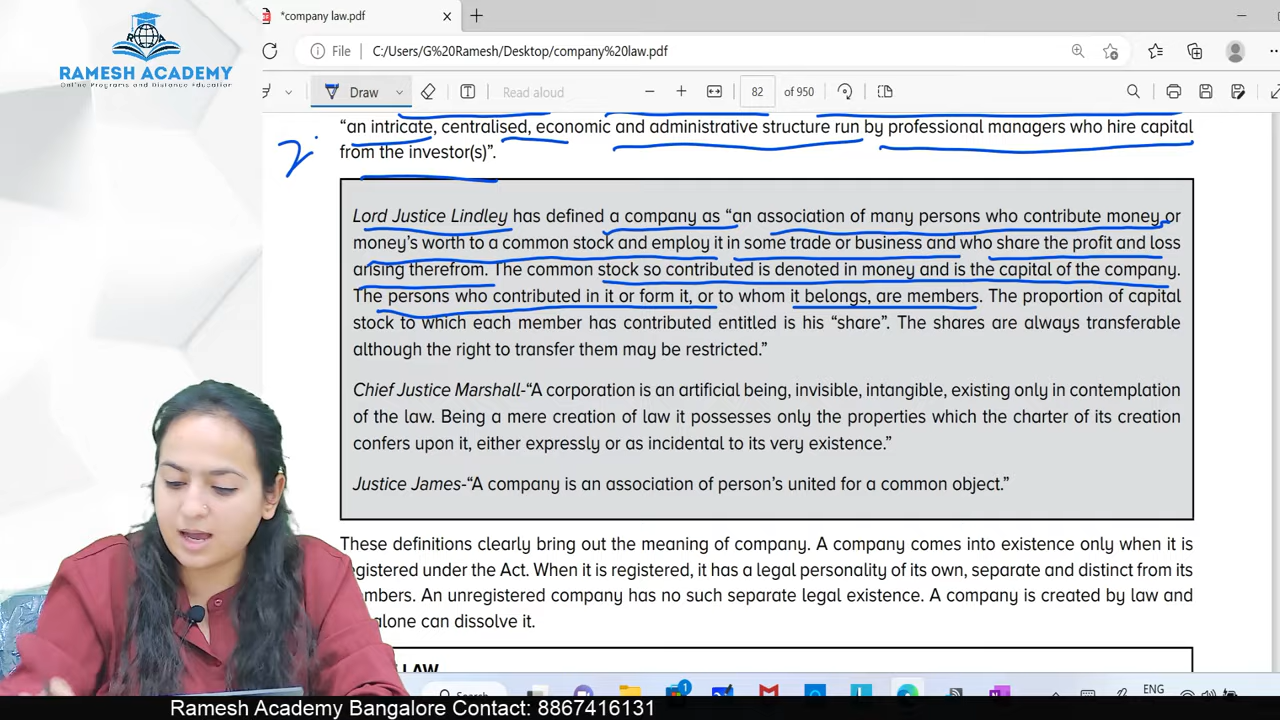 *company law.pdf
RAMESH ACADEMY
Online Programs and Distance Education
File C:/Users/G%20Ramesh/Desktop/company%20law.pdf
Draw Read aloud 82 of 950
“an intricate, centralised, economic and administrative structure run by professional managers who hire capital
from the investor(s)”.
Lord Justice Lindley has defined a company as “an association of many persons who contribute money or
money’s worth to a common stock and employ it in some trade or business and who share the profit and loss
arising therefrom. The common stock so contributed is denoted in money and is the capital of the company.
The persons who contributed in it or form it, or to whom it belongs, are members. The proportion of capital
stock to which each member has contributed entitled is his “share”. The shares are always transferable
although the right to transfer them may be restricted.”
Chief Justice Marshall-“A corporation is an artificial being, invisible, intangible, existing only in contemplation
of the law. Being a mere creation of law it possesses only the properties which the charter of its creation
confers upon it, either expressly or as incidental to its very existence.”
Justice James-“A company is an association of person’s united for a common object.”
These definitions clearly bring out the meaning of company. A company comes into existence only when it is
egistered under the Act. When it is registered, it has a legal personality of its own, separate and distinct from its
mbers. An unregistered company has no such separate legal existence. A company is created by law and
alone can dissolve it.
LAW
Search
ENG
Ramesh Academy Bangalore Contact: 8867416131